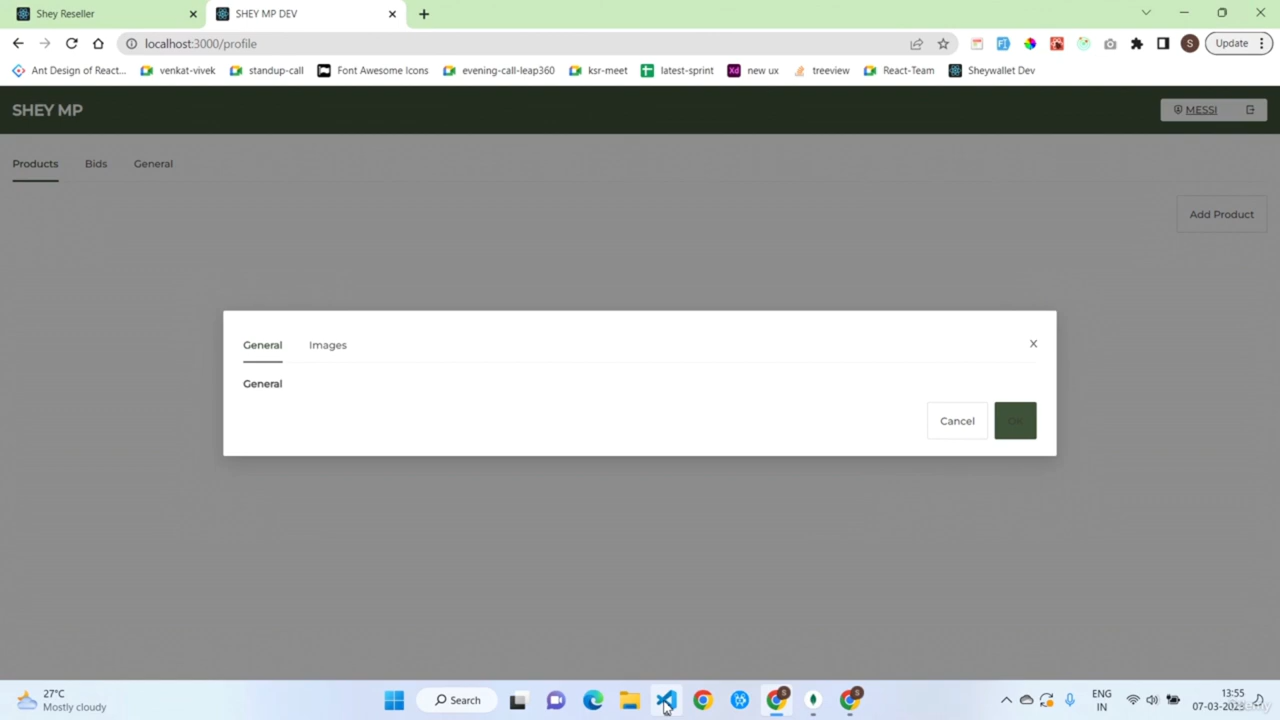 Shey Reseller
SHEY MP DEV
localhost:3000/profile
S
Update
Ant Design of React...
venkat-vivek
standup-call
Font Awesome Icons
evening-call-leap360
ksr-meet
latest-sprint
Xd new ux
treeview
React-Team
Sheywallet Dev
SHEY MP
MESSI
Products
Bids
General
Add Product
General
Images
General
Cancel
OK
27°C
Mostly cloudy
Search
S
S
ENG
IN
13:55
07-03-2023